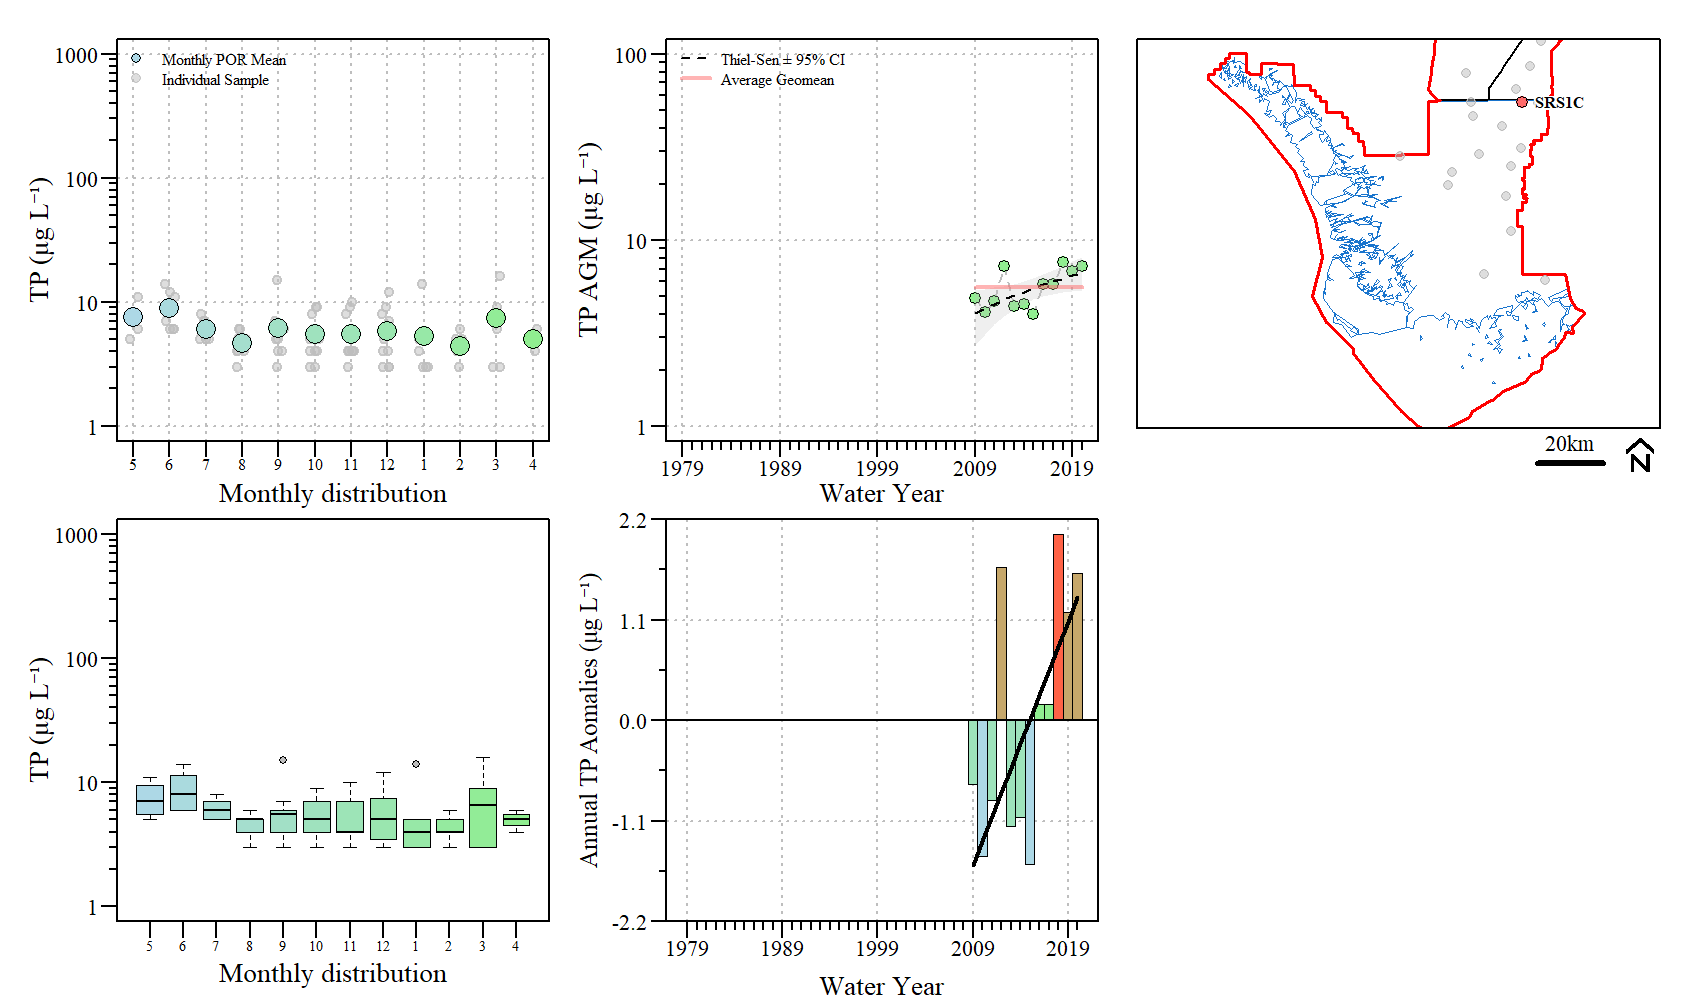 TP (µg L⁻¹)
1000
100
10
1
Monthly POR Mean
Individual Sample
5 6 7 8 9 10 11 12 1 2 3 4
Monthly distribution
TP AGM (µg L⁻¹)
100
10
1
Thiel-Sen ± 95% CI
Average Geomean
1979 1989 1999 2009 2019
Water Year
SRS1C
20km
N
TP (µg L⁻¹)
1000
100
10
1
5 6 7 8 9 10 11 12 1 2 3 4
Monthly distribution
Annual TP Aomalies (µg L⁻¹)
2.2
1.1
0.0
-1.1
-2.2
1979 1989 1999 2009 2019
Water Year